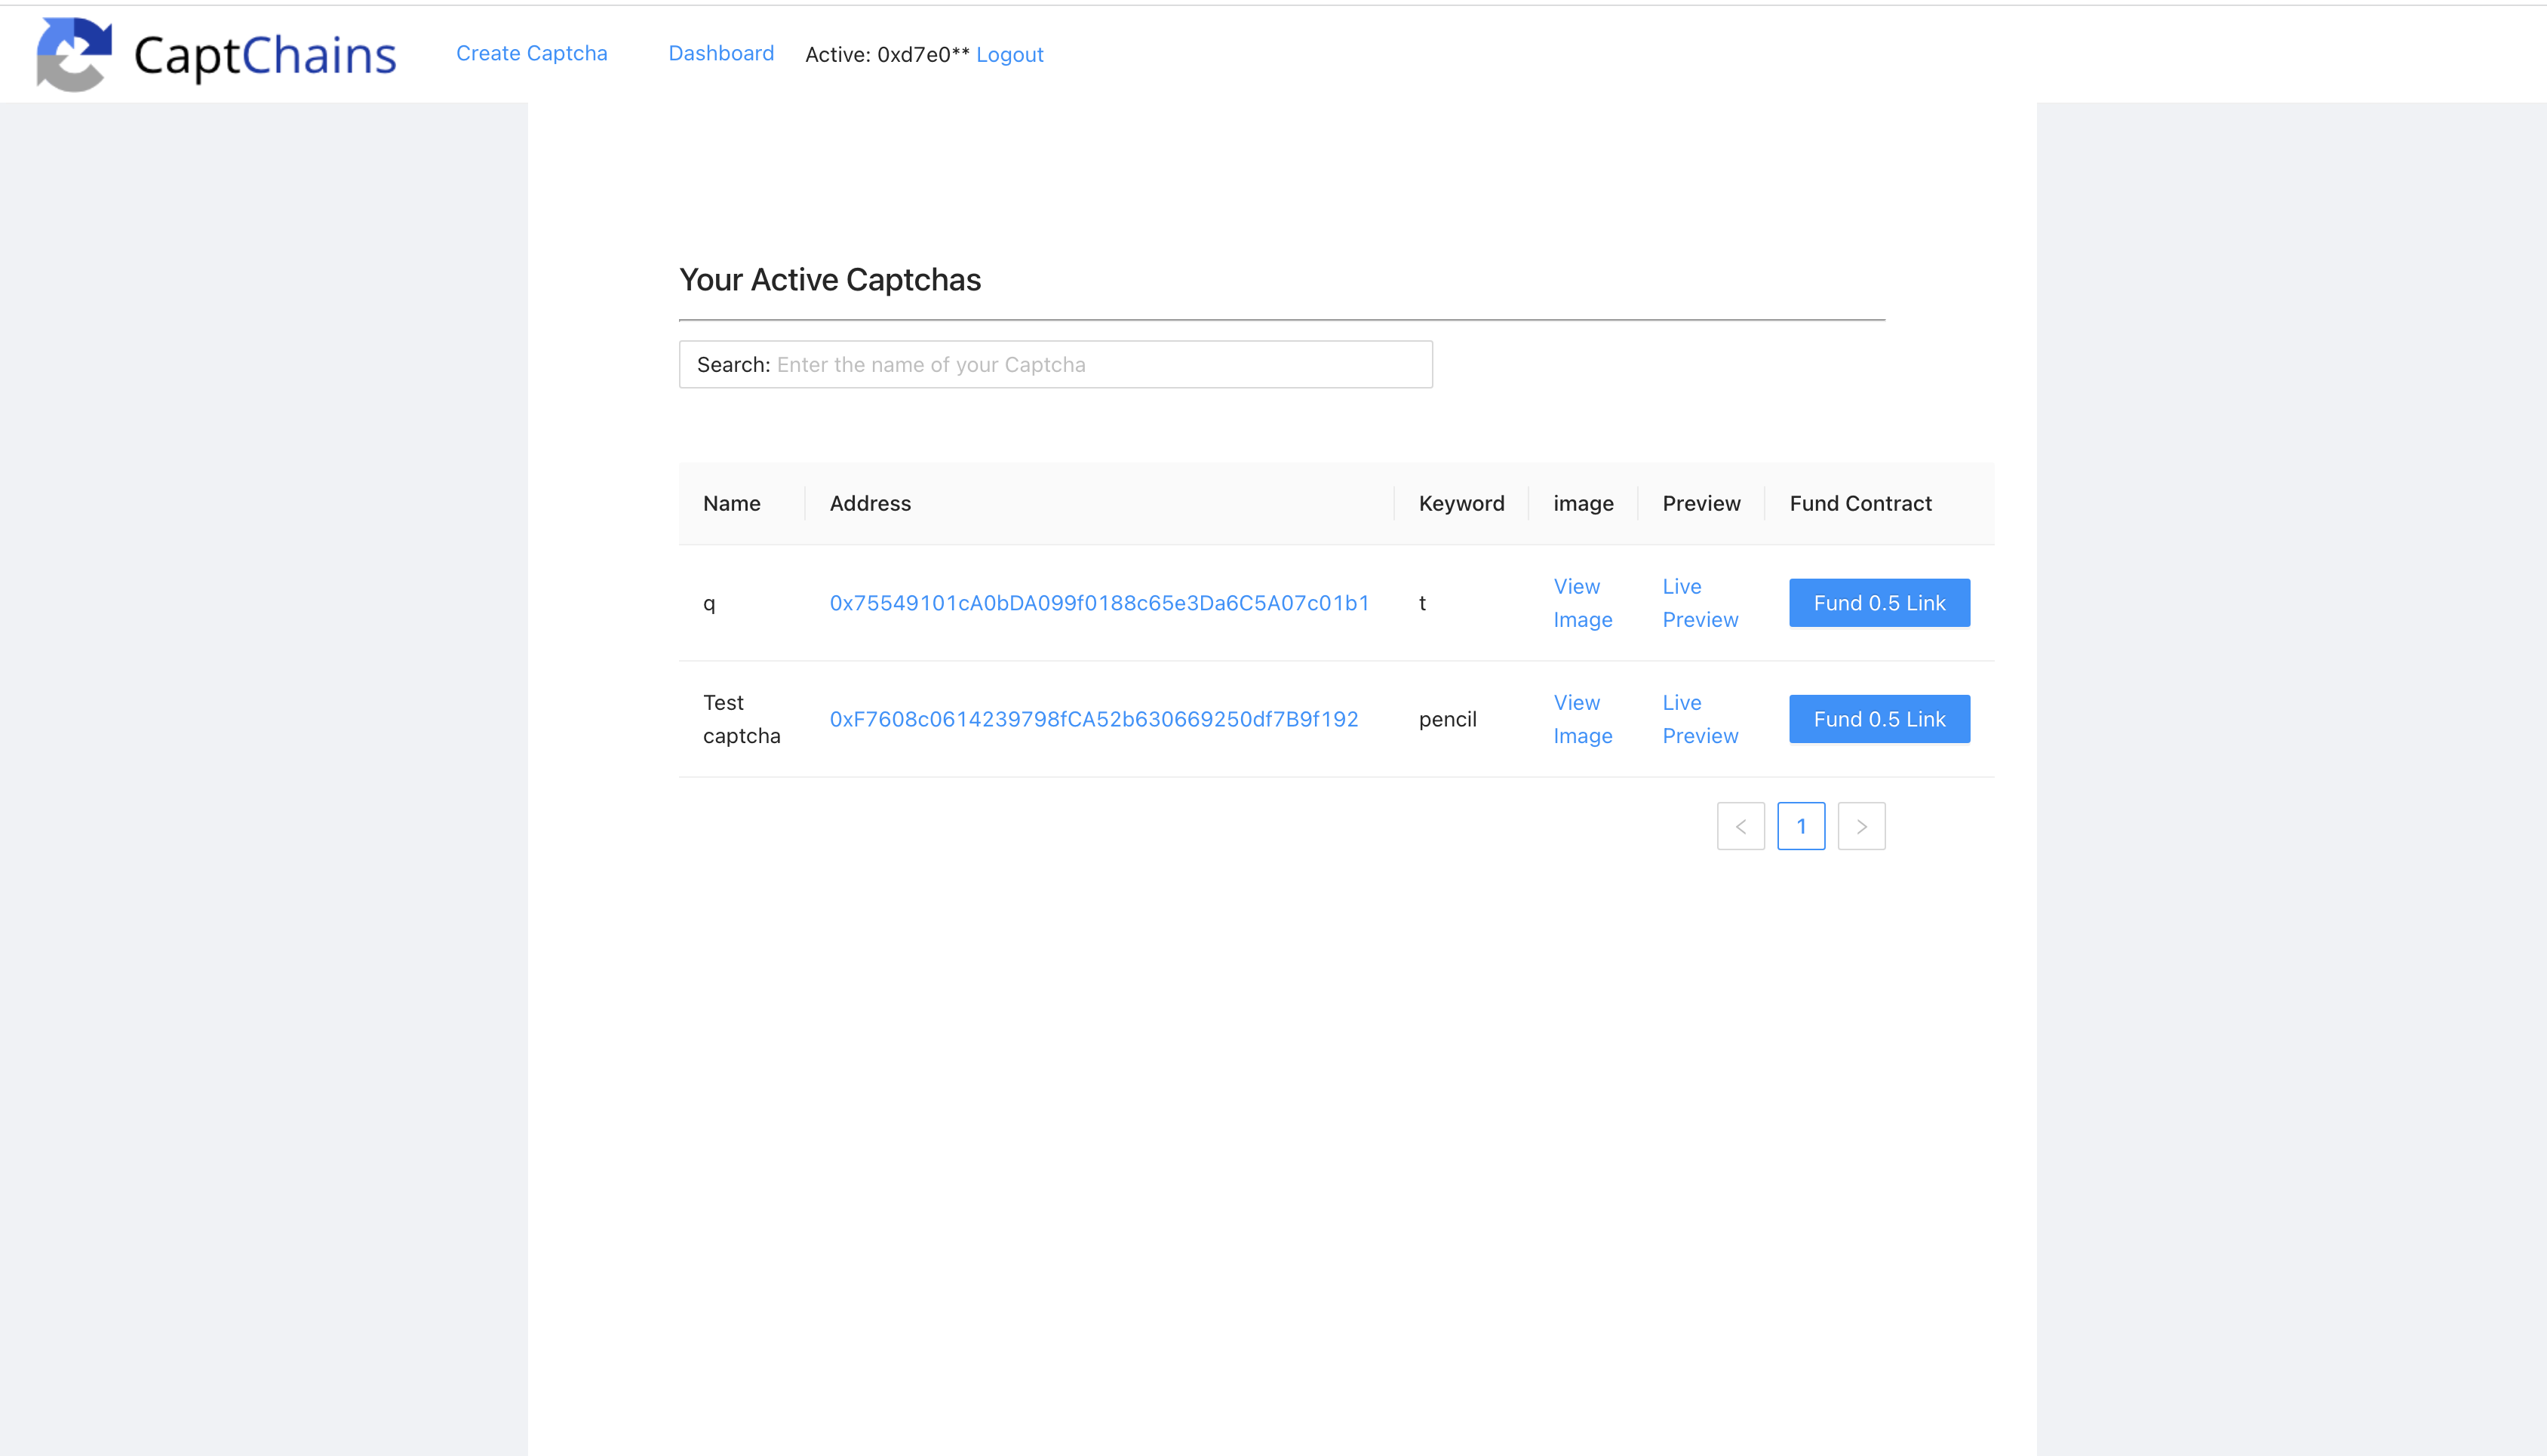 CaptChains Create Captcha Dashboard Active: 0xd7e0** Logout
Your Active Captchas
Search: Enter the name of your Captcha
Name Address Keyword image Preview Fund Contract
q 0x75549101cA0bDA099f0188c65e3Da6C5A07c01b1 t View Image Live Preview Fund 0.5 Link
Test captcha 0xF7608c0614239798fCA52b630669250df7B9f192 pencil View Image Live Preview Fund 0.5 Link
< 1 >